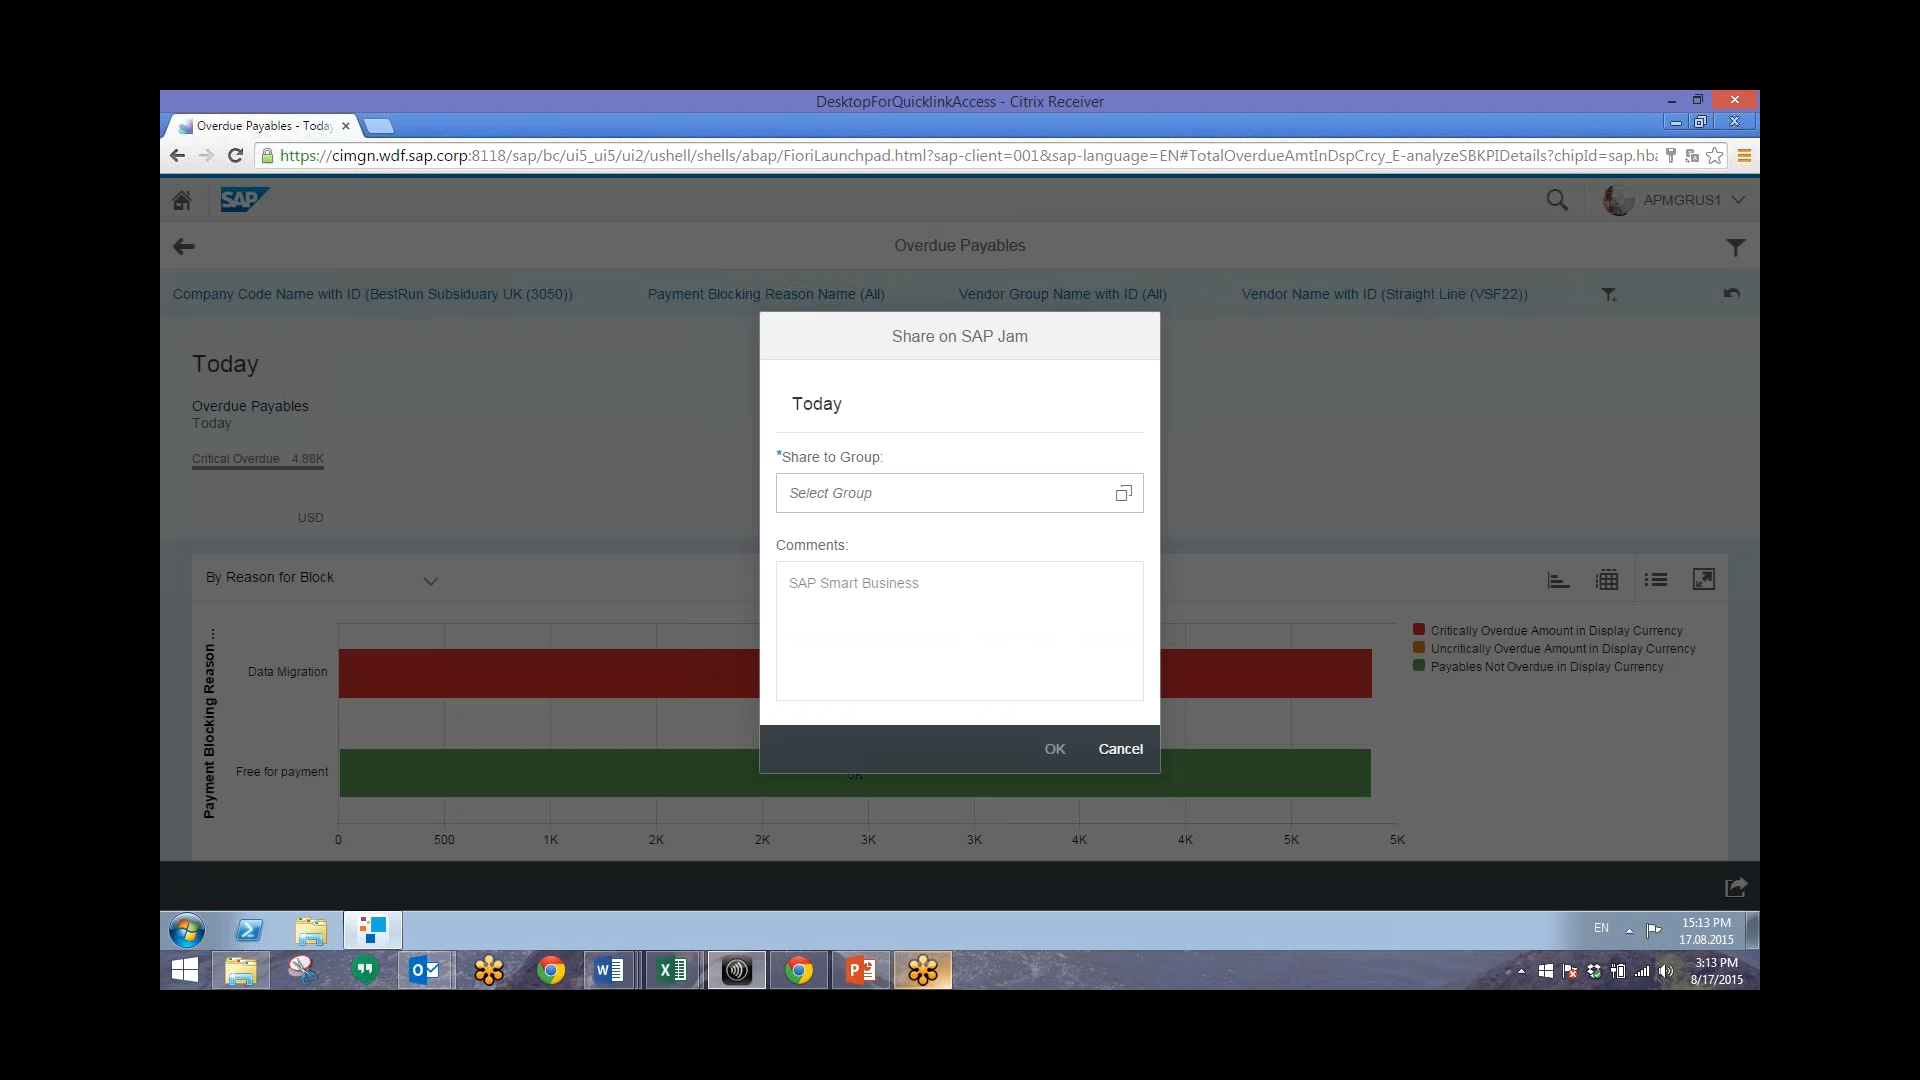 DesktopForQuicklinkAccess - Citrix Receiver
Overdue Payables - Today
https://cimgn.wdf.sap.corp:8118/sap/bc/ui5_ui5/ui2/ushell/shells/abap/FioriLaunchpad.html?sap-client=001&sap-language=EN#TotalOverdueAmtInDspCrcy_E-analyzeSBKPIDetails?chipId=sap.hba
SAP
APMGRUS1
Overdue Payables
Company Code Name with ID (BestRun Subsiduary UK (3050))
Payment Blocking Reason Name (All)
Vendor Group Name with ID (All)
Vendor Name with ID (Straight Line (VSF22))
Today
Overdue Payables
Today
Critical Overdue 4.88K
USD
Share on SAP Jam
Today
*Share to Group:
Select Group
Comments:
SAP Smart Business
OK
Cancel
By Reason for Block
Payment Blocking Reason ...
Data Migration
Free for payment
5K
0 500 1K 2K 2K 3K 3K 4K 4K 5K 5K
Critically Overdue Amount in Display Currency
Uncritically Overdue Amount in Display Currency
Payables Not Overdue in Display Currency
EN
15:13 PM
17.08.2015
3:13 PM
8/17/2015